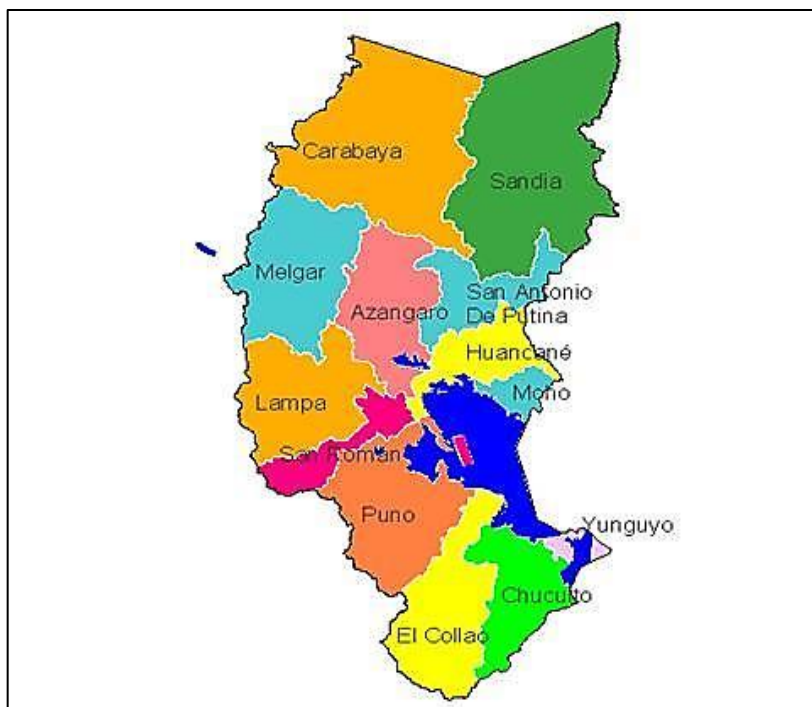 Carabaya
Sandia
Melgar
San Antonio
De Putina
Azangaro
Huancané
Moho
Lampa
San Roman
Puno
Yunguyo
Chucuito
El Collao